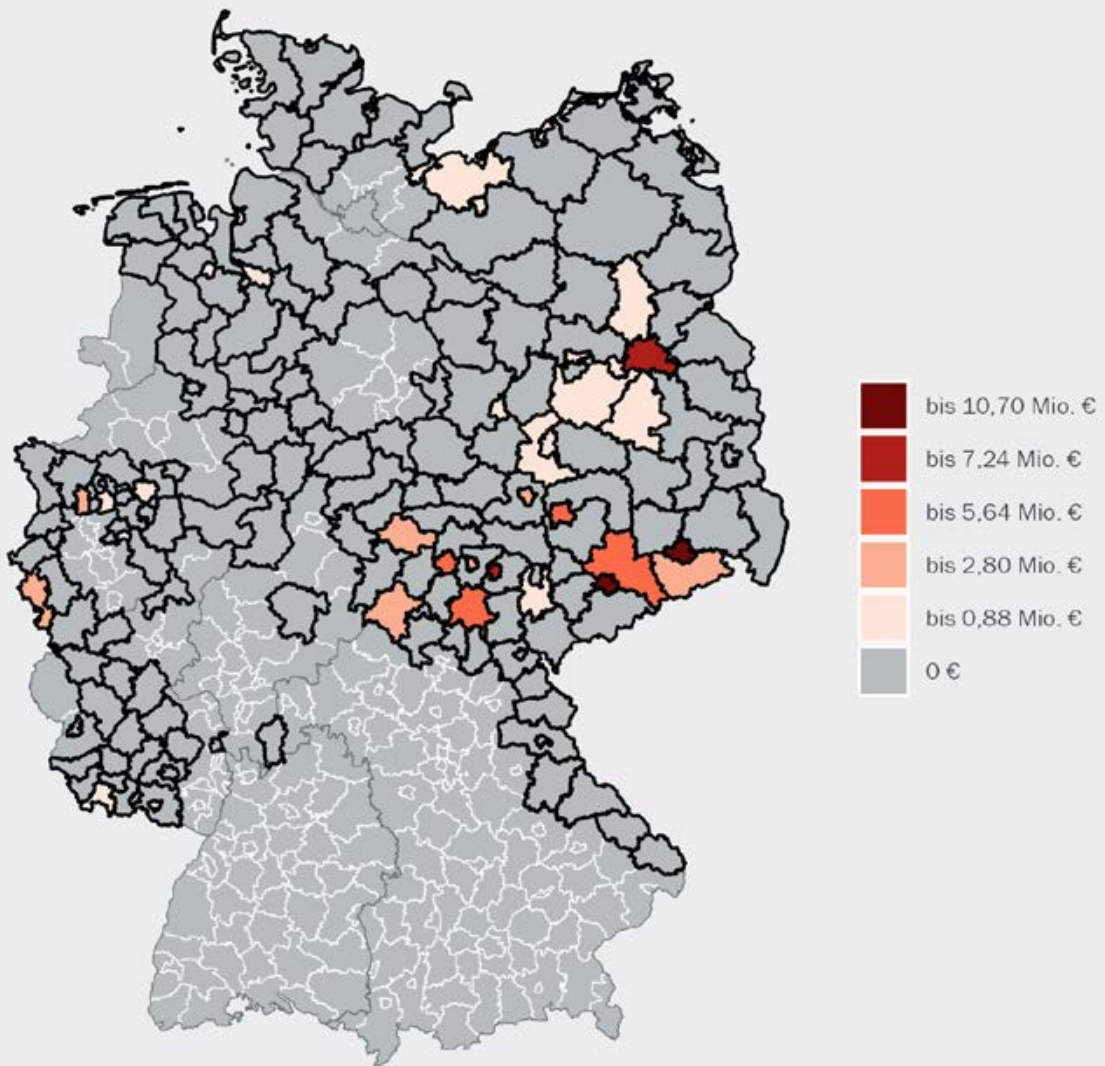 bis 10,70 Mio. €
bis 7,24 Mio. €
bis 5,64 Mio. €
bis 2,80 Mio. €
bis 0,88 Mio. €
0 €